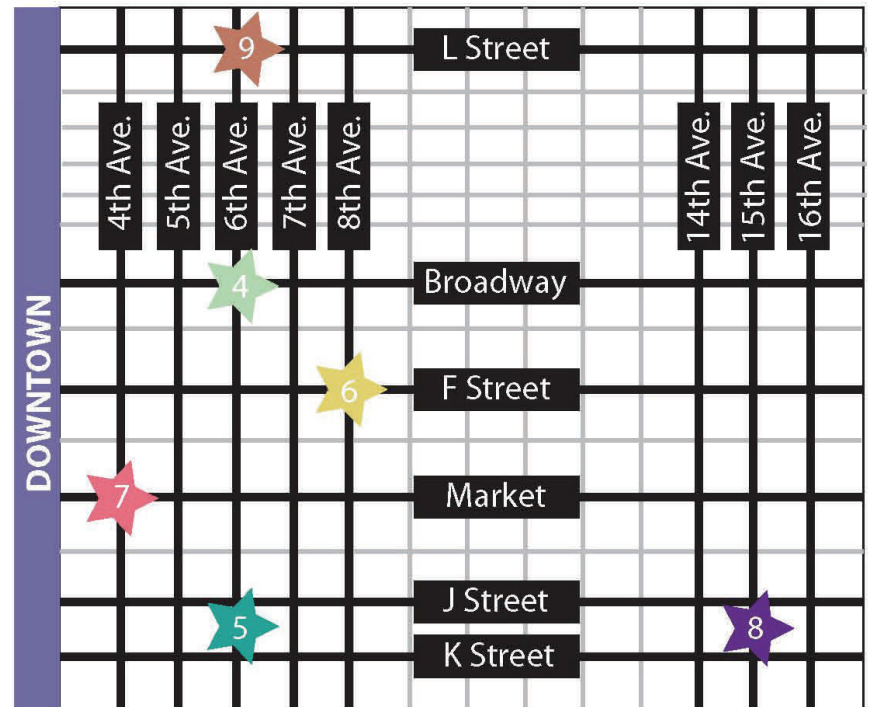 9
L Street
4th Ave.
5th Ave.
6th Ave.
7th Ave.
8th Ave.
14th Ave.
15th Ave.
16th Ave.
4
Broadway
DOWNTOWN
6
F Street
7
Market
J Street
5
8
K Street